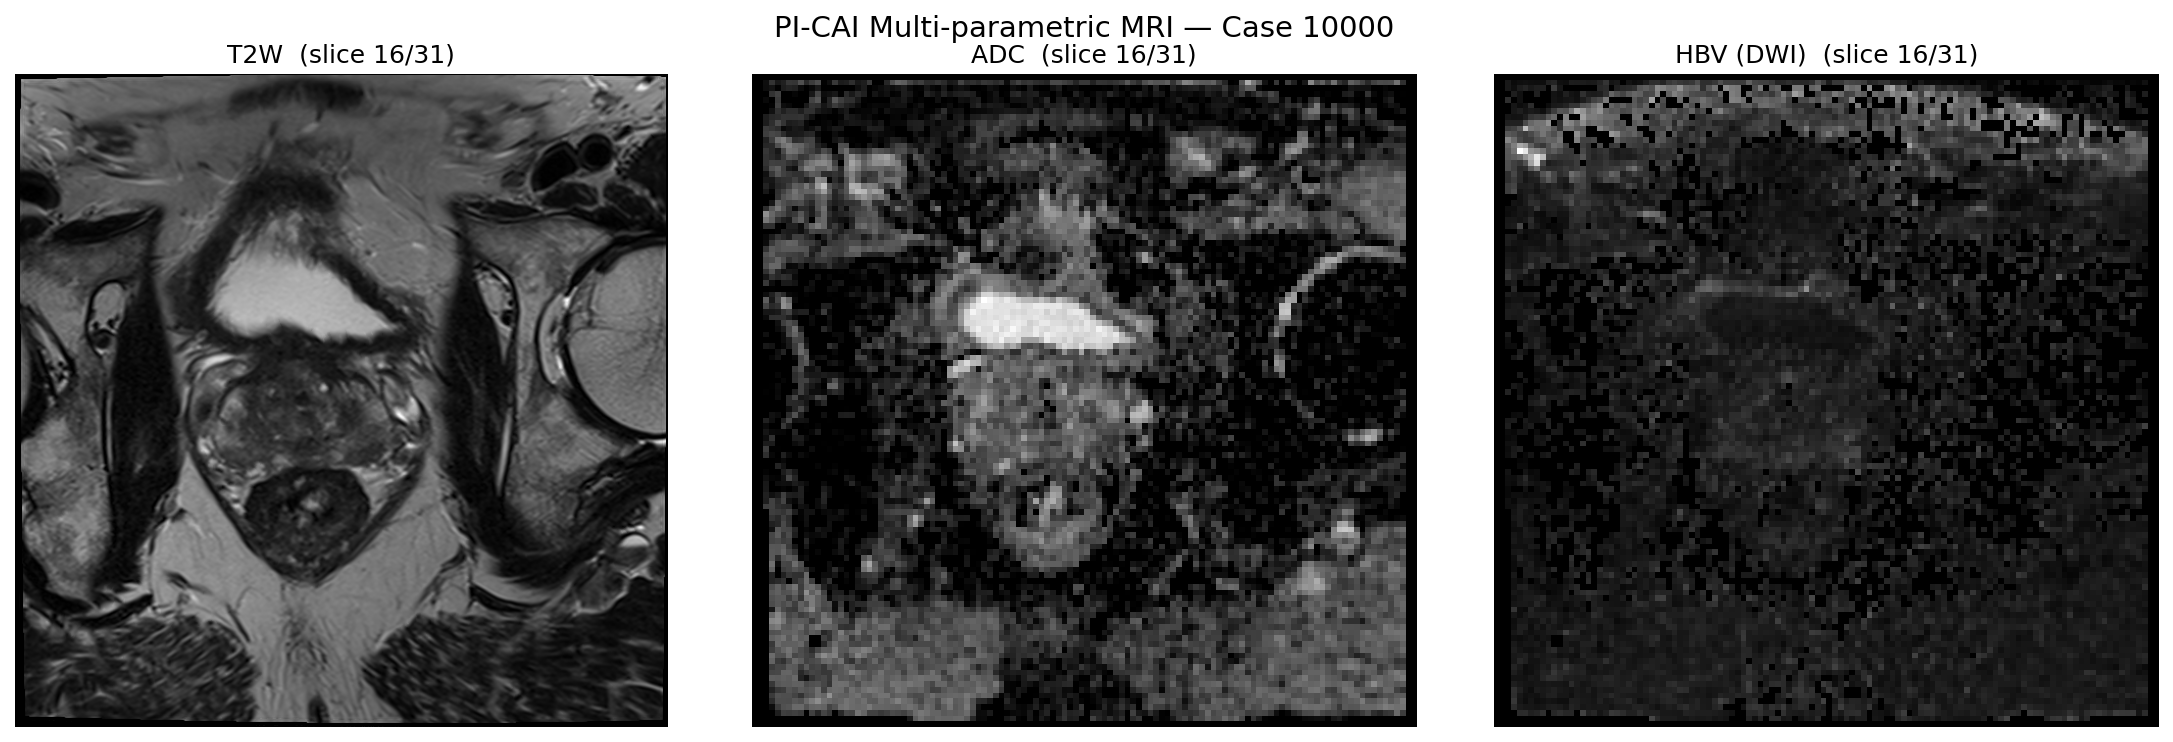 PI-CAI Multi-parametric MRI — Case 10000
T2W  (slice 16/31)
ADC  (slice 16/31)
HBV (DWI)  (slice 16/31)